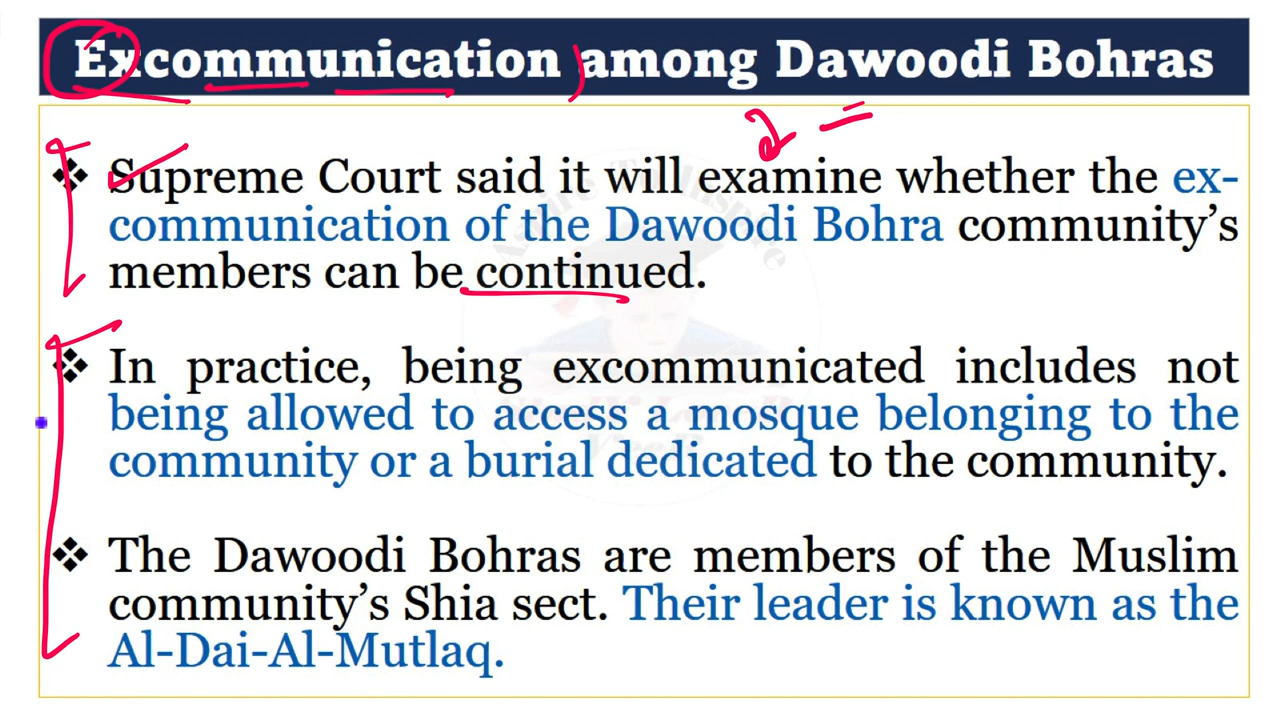 Excommunication among Dawoodi Bohras
❖ Supreme Court said it will examine whether the ex-
communication of the Dawoodi Bohra community's
members can be continued.
❖ In practice, being excommunicated includes not
being allowed to access a mosque belonging to the
community or a burial dedicated to the community.
❖ The Dawoodi Bohras are members of the Muslim
community's Shia sect. Their leader is known as the
Al-Dai-Al-Mutlaq.